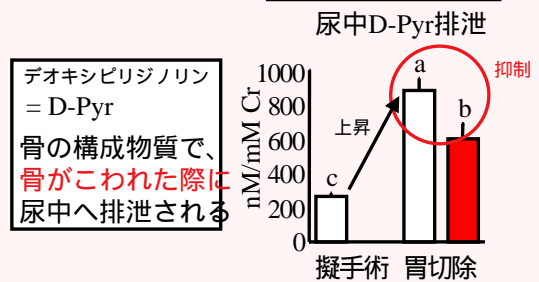 尿中D-Pyr排泄
デオキシピリジノリン
= D-Pyr
骨の構成物質で、
骨がこわれた際に
尿中へ排泄される
nM/mM Cr
1000
800
600
400
200
0
上昇
抑制
a
b
c
擬手術 胃切除